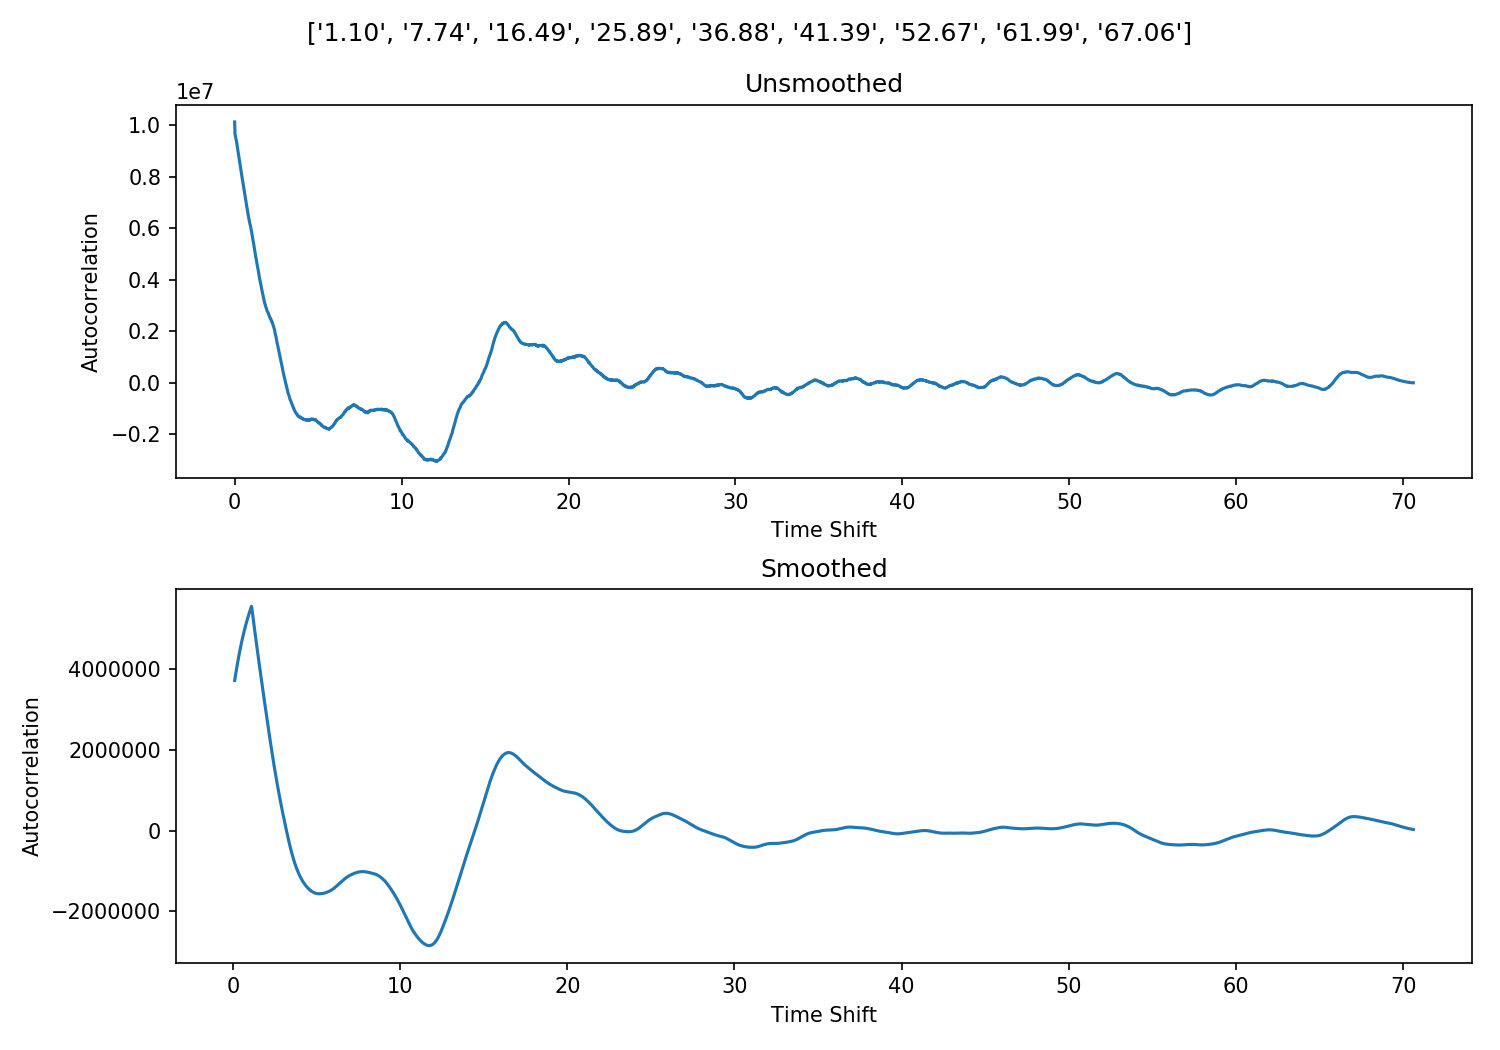 ['1.10', '7.74', '16.49', '25.89', '36.88', '41.39', '52.67', '61.99', '67.06']
Unsmoothed
1e7
1.0
0.8
0.6
0.4
0.2
0.0
−0.2
Autocorrelation
0 10 20 30 40 50 60 70
Time Shift
Smoothed
4000000
2000000
0
−2000000
Autocorrelation
0 10 20 30 40 50 60 70
Time Shift